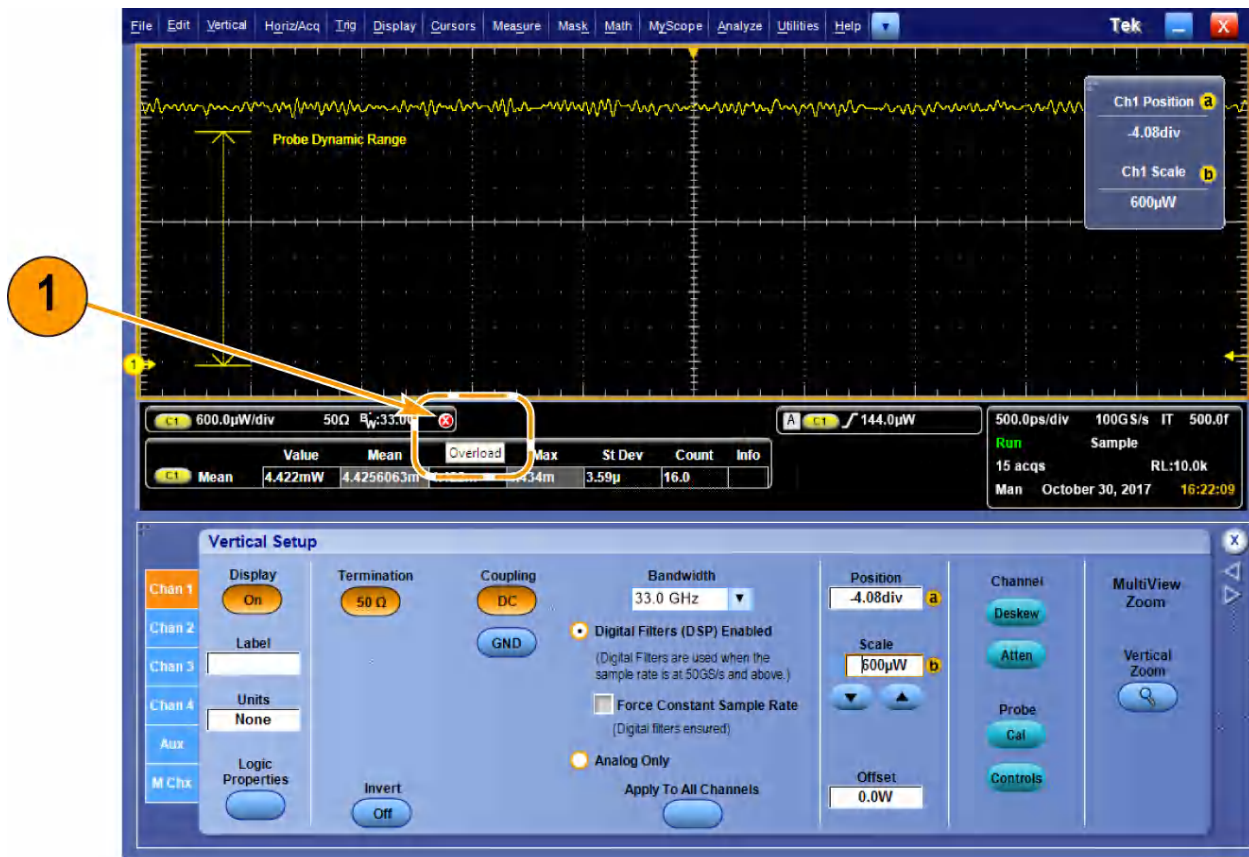 File Edit Vertical Horiz/Acq Trig Display Cursors Measure Mask Math MyScope Analyze Utilities Help Tek X
Ch1 Position a
-4.08div
Ch1 Scale b
600µW
Probe Dynamic Range
1
1
C1 600.0µW/div 50Ω BW:33.0G
A C1 144.0µW
500.0ps/div 100GS/s IT 500.0f
Run Sample
15 acqs RL:10.0k
Man October 30, 2017 16:22:09
Overload
Value Mean Max St Dev Count Info
C1 Mean 4.422mW 4.4256063m 3.59µ 16.0
Vertical Setup
X
Chan 1
Chan 2
Chan 3
Chan 4
Aux
M Chx
Display
On
Label
Units
None
Logic
Properties
Termination
50 Ω
Invert
Off
Coupling
DC
GND
Bandwidth
33.0 GHz
Digital Filters (DSP) Enabled
(Digital Filters are used when the
sample rate is at 50GS/s and above.)
Force Constant Sample Rate
(Digital filters ensured)
Analog Only
Apply To All Channels
Position
-4.08div a
Scale
600µW b
Offset
0.0W
Channel
Deskew
Atten
Probe
Cal
Controls
MultiView
Zoom
Vertical
Zoom